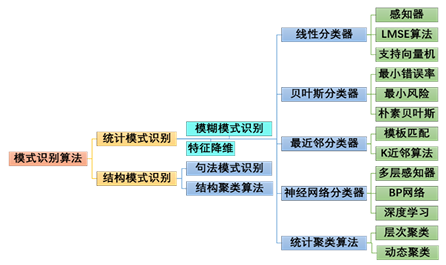 模式识别算法
统计模式识别
结构模式识别
模糊模式识别
特征降维
句法模式识别
结构聚类算法
线性分类器
感知器
LMSE算法
支持向量机
贝叶斯分类器
最小错误率
最小风险
朴素贝叶斯
最近邻分类器
模板匹配
K近邻算法
神经网络分类器
多层感知器
BP网络
深度学习
统计聚类算法
层次聚类
动态聚类